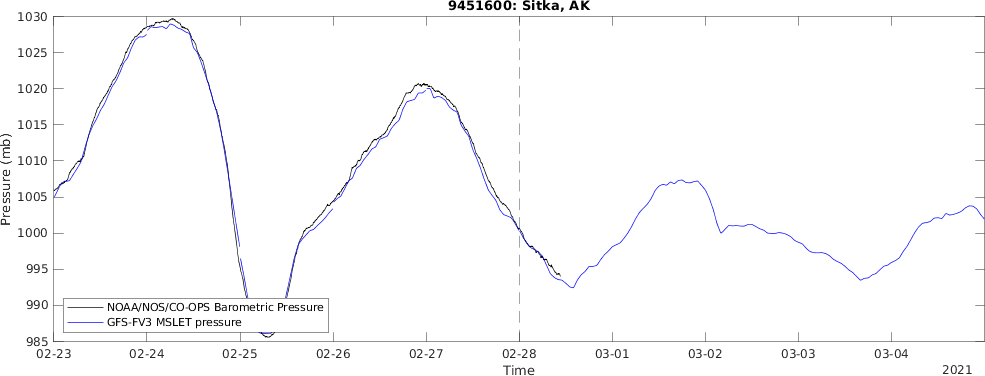 9451600: Sitka, AK
Pressure (mb)
1030
1025
1020
1015
1010
1005
1000
995
990
985
NOAA/NOS/CO-OPS Barometric Pressure
GFS-FV3 MSLET pressure
02-23 02-24 02-25 02-26 02-27 02-28 03-01 03-02 03-03 03-04
Time
2021